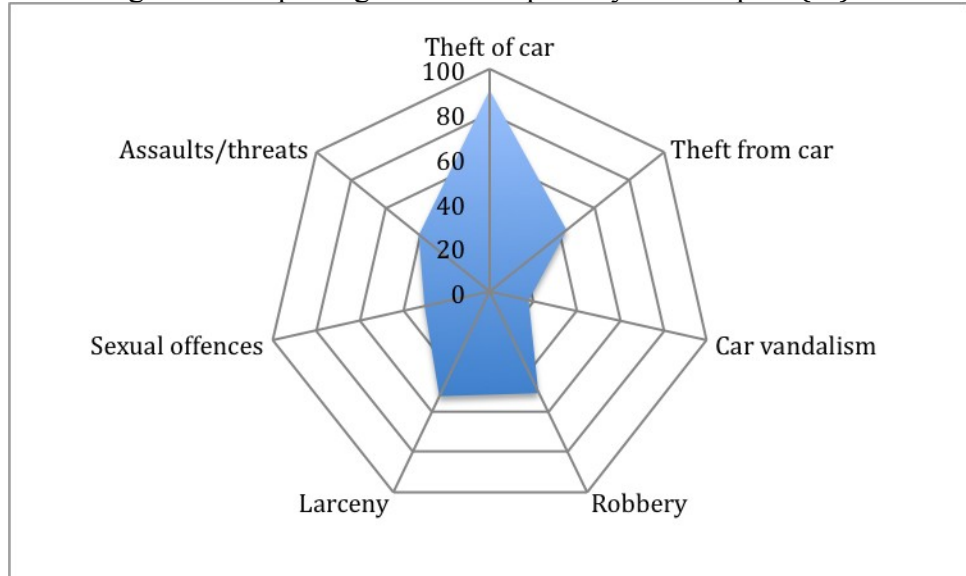 Theft of car
100
80
60
40
20
0
Theft from car
Car vandalism
Robbery
Larceny
Sexual offences
Assaults/threats